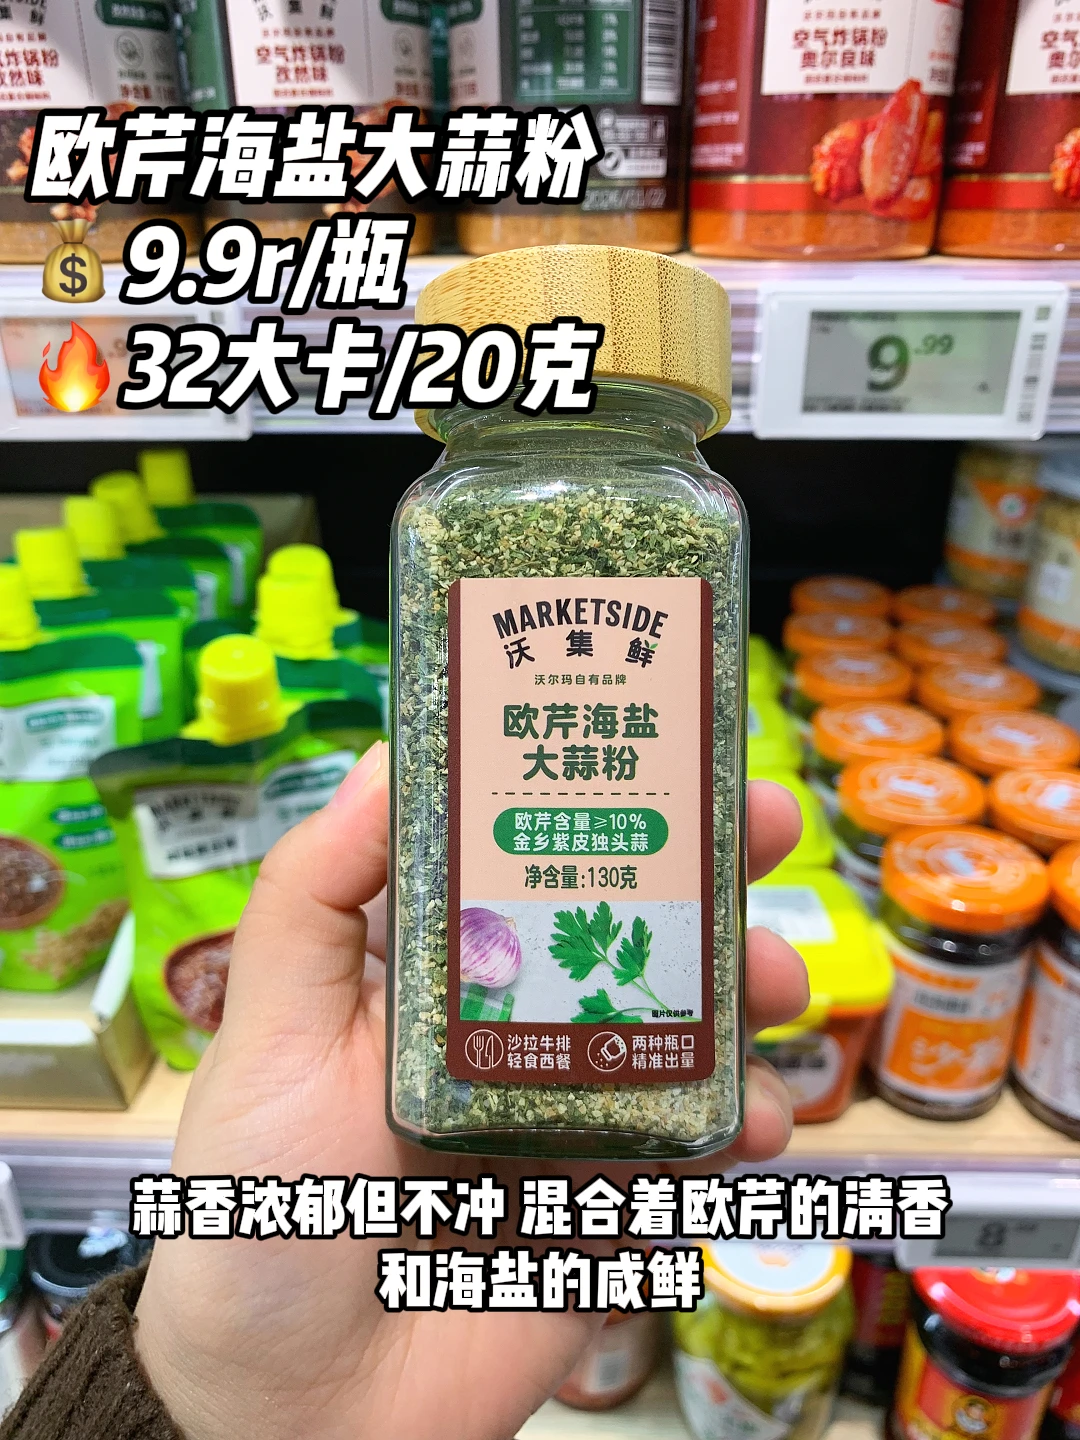 空气炸锅粉
孜然味
空气炸锅粉
奥尔良味
欧芹海盐大蒜粉
9.9r/瓶
32大卡/20克
9.99
MARKETSIDE
沃集鲜
沃尔玛自有品牌
欧芹海盐
大蒜粉
欧芹含量≥10%
金乡紫皮独头蒜
净含量:130克
图片仅供参考
沙拉牛排
轻食西餐
两种瓶口
精准出量
MARKETSIDE
蒜香浓郁但不冲 混合着欧芹的清香
和海盐的咸鲜